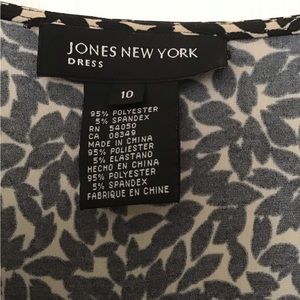 JONES NEW YORK
DRESS
10
95% POLYESTER
5% SPANDEX
RN 54050
CA 08349
MADE IN CHINA
95% POLIESTER
5% ELASTANO
HECHO EN CHINA
95% POLYESTER
5% SPANDEX
FABRIQUE EN CHINE